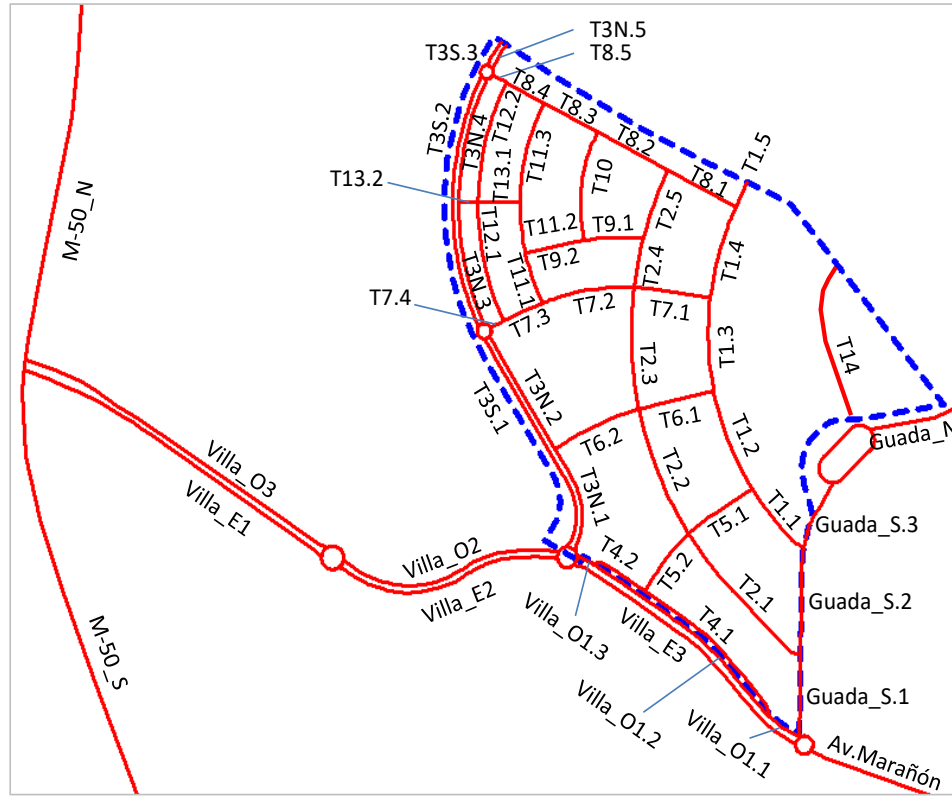 T3N.5
T3S.3
T8.5
T8.4
T8.3
T8.2
T8.1
T1.5
T3S.2
T3N.4
T12.2
T11.3
T13.1
T10
T2.5
T13.2
T12.1
T11.2
T9.1
T9.2
T2.4
T1.4
M-50_N
T3N.3
T11.1
T7.4
T7.3
T7.2
T7.1
T1.3
T14
T2.3
T3N.2
T3S.1
T6.2
T6.1
T1.2
Guada_N
Villa_O3
Villa_E1
T3N.1
T2.2
T5.1
T1.1
Guada_S.3
Villa_O2
Villa_E2
T4.2
T5.2
T2.1
Guada_S.2
Villa_O1.3
Villa_E3
T4.1
M-50_S
Villa_O1.2
Villa_O1.1
Guada_S.1
Av.Marañón